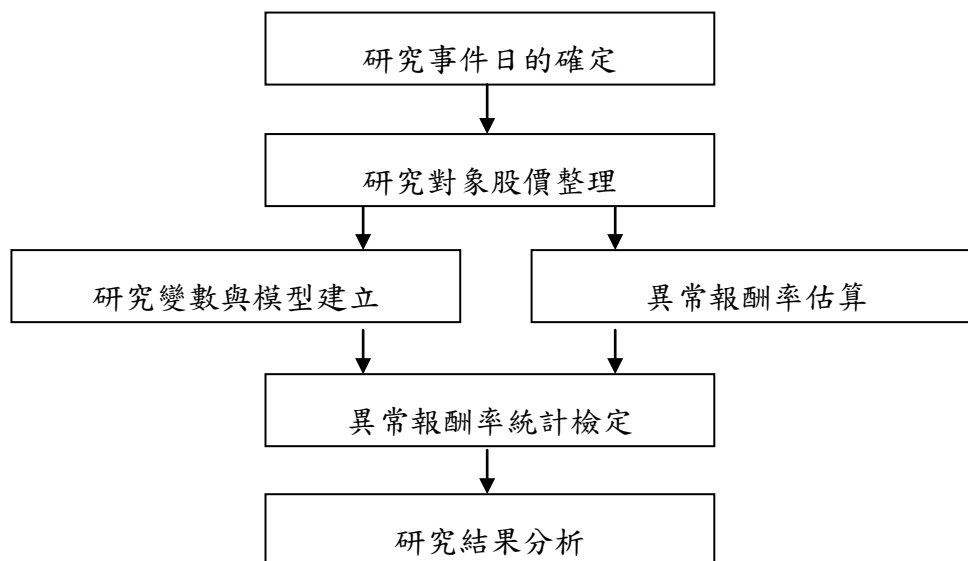 研究事件日的確定
研究對象股價整理
研究變數與模型建立
異常報酬率估算
異常報酬率統計檢定
研究結果分析